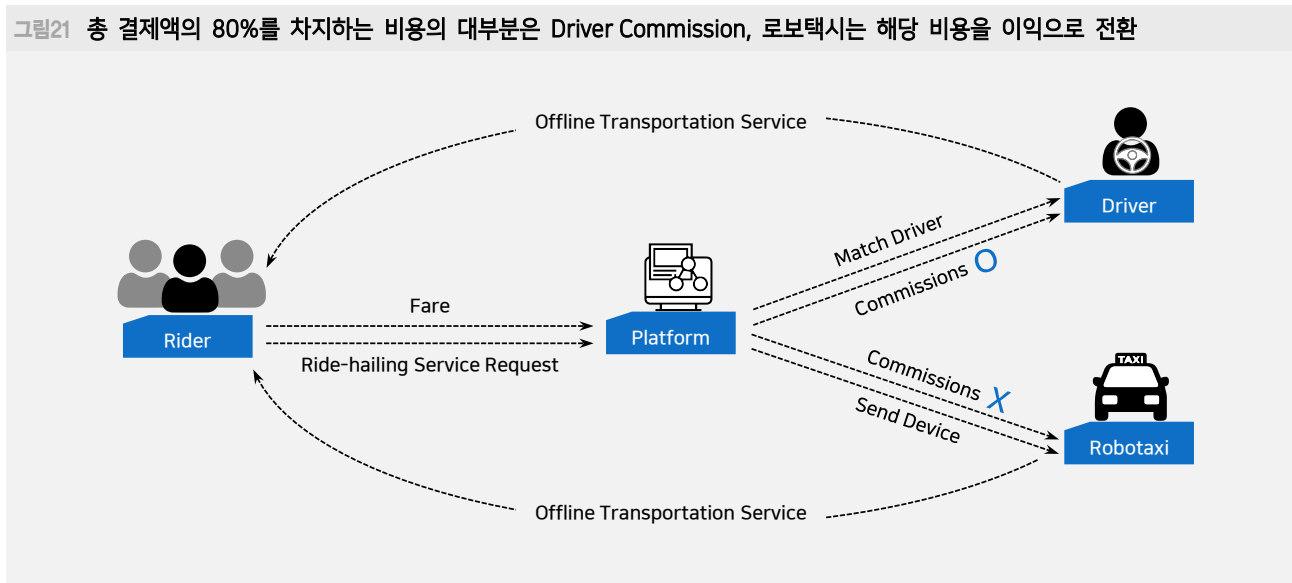 그림21 총 결제액의 80%를 차지하는 비용의 대부분은 Driver Commission, 로보택시는 해당 비용을 이익으로 전환
Offline Transportation Service
Driver
Match Driver
Commissions O
Fare
Rider
Platform
Ride-hailing Service Request
TAXI
Commissions X
Send Device
Robotaxi
Offline Transportation Service